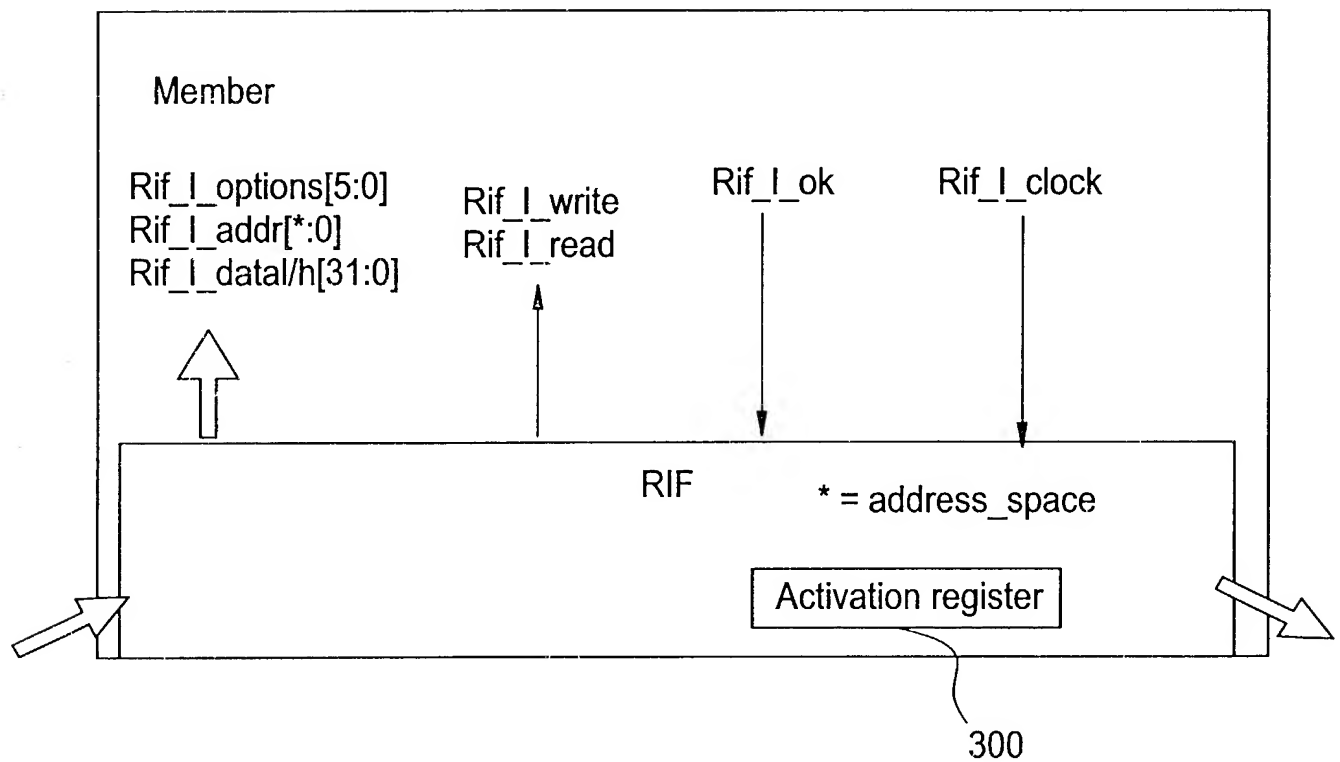 Member
Rif_I_options[5:0]
Rif_I_addr[*:0]
Rif_I_datal/h[31:0]
Rif_I_write
Rif_I_read
Rif_I_ok
Rif_I_clock
RIF
* = address_space
Activation register
300